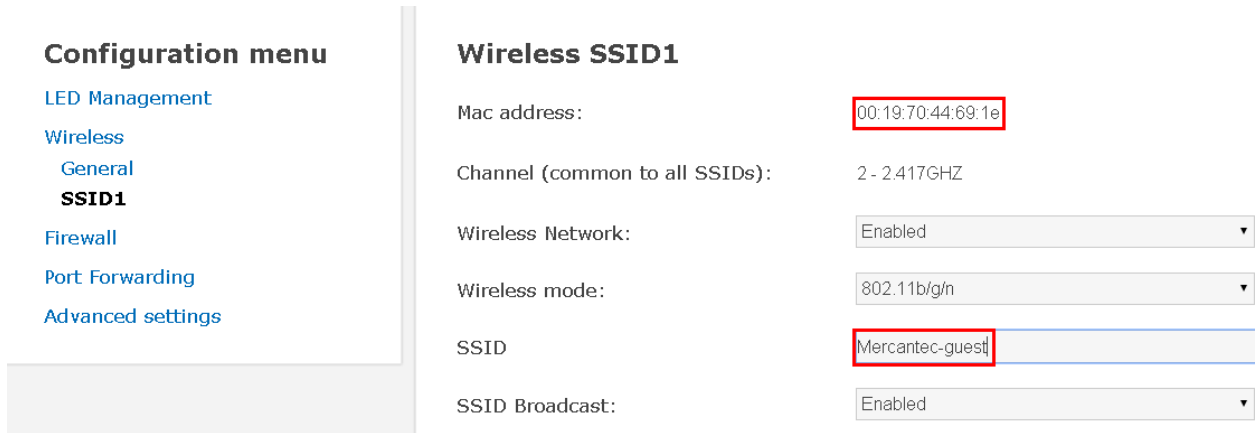 Configuration menu
LED Management
Wireless
General
SSID1
Firewall
Port Forwarding
Advanced settings
Wireless SSID1
Mac address: 00:19:70:44:69:1e
Channel (common to all SSIDs): 2 - 2.417GHZ
Wireless Network: Enabled
Wireless mode: 802.11b/g/n
SSID Mercantec-guest
SSID Broadcast: Enabled